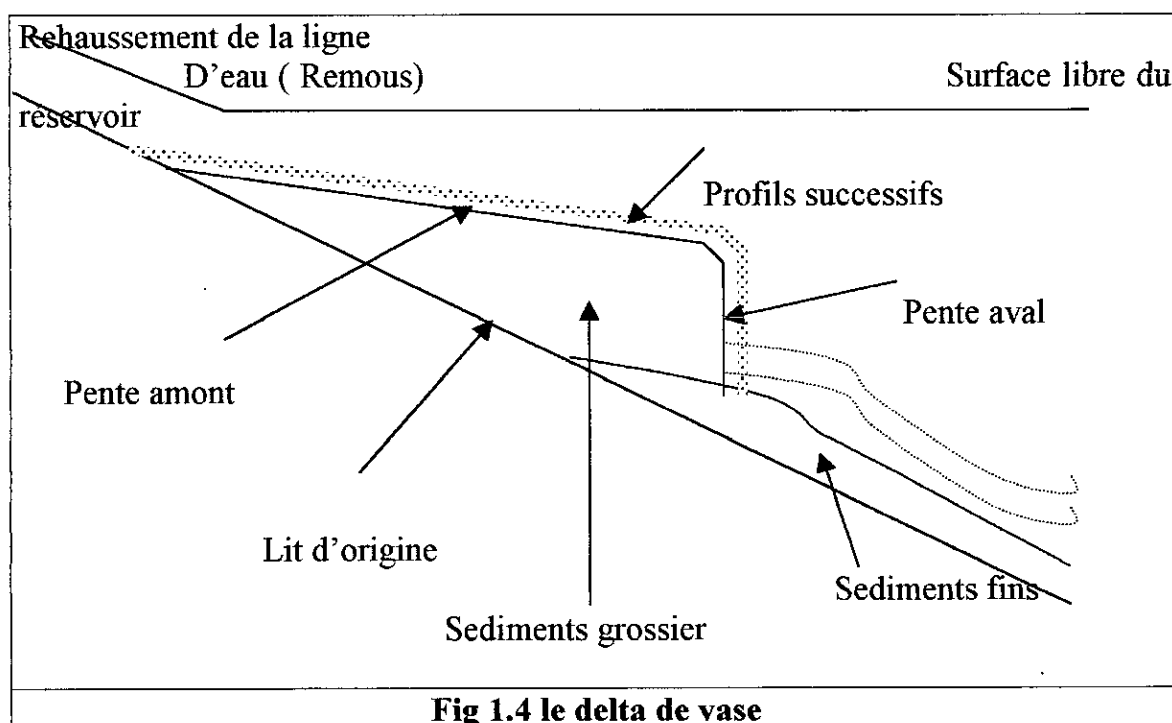 Rehaussement de la ligne
D'eau ( Remous)
Surface libre du
réservoir
Profils successifs
Pente aval
Pente amont
Lit d'origine
Sediments fins
Sediments grossier
Fig 1.4 le delta de vase